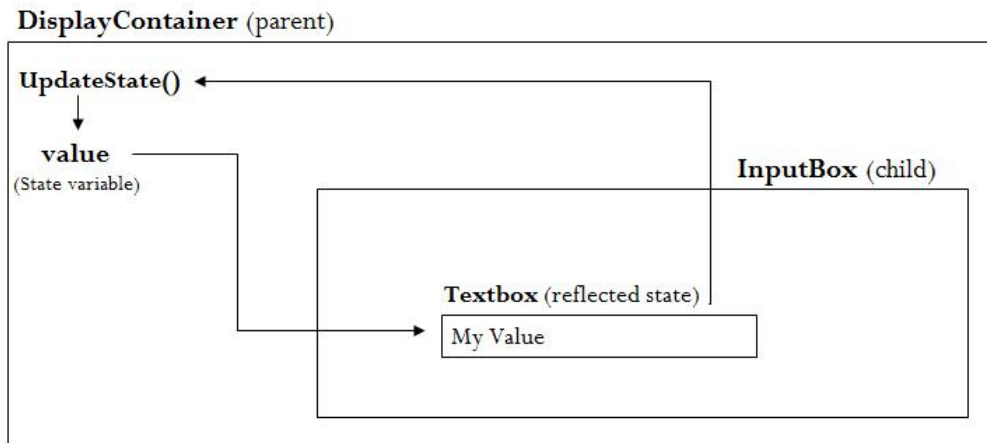 DisplayContainer (parent)
UpdateState()
value
(State variable)
InputBox (child)
Textbox (reflected state)
My Value